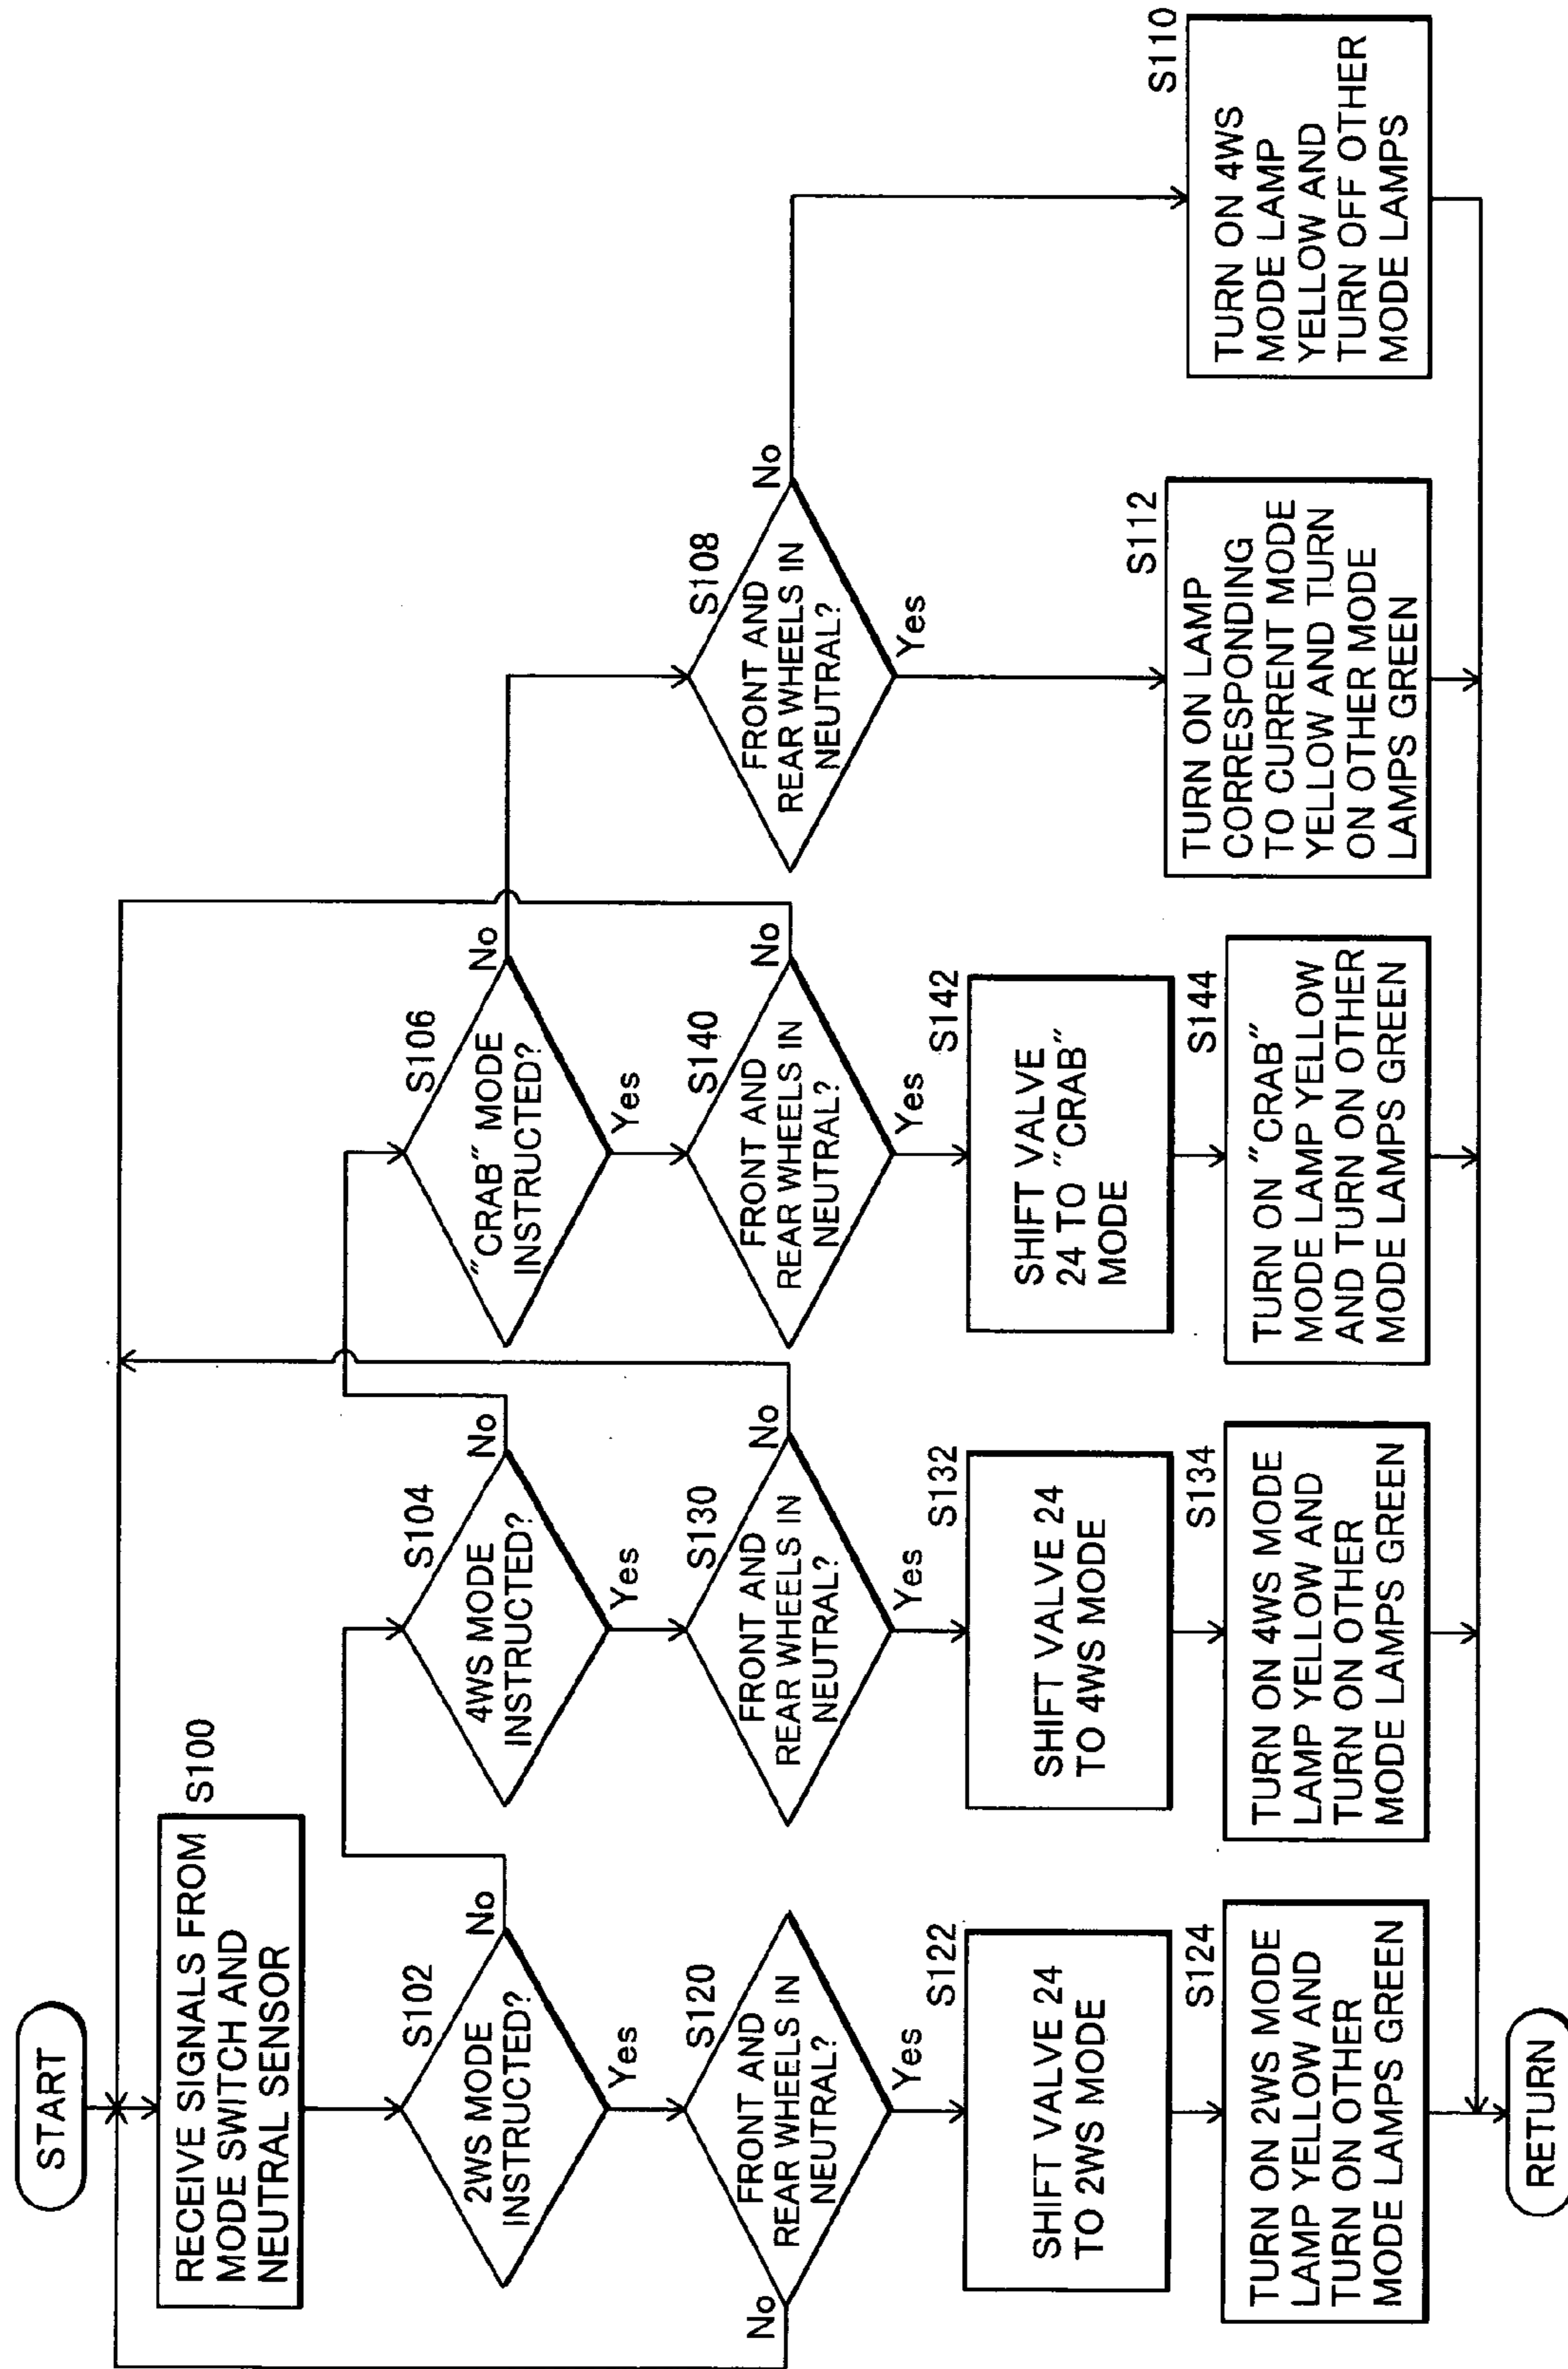 START
RECEIVE SIGNALS FROM
MODE SWITCH AND
NEUTRAL SENSOR
S100
2WS MODE
INSTRUCTED?
S102
No
Yes
4WS MODE
INSTRUCTED?
S104
No
Yes
"CRAB" MODE
INSTRUCTED?
S106
No
Yes
FRONT AND
REAR WHEELS IN
NEUTRAL?
S120
No
Yes
FRONT AND
REAR WHEELS IN
NEUTRAL?
S130
No
Yes
FRONT AND
REAR WHEELS IN
NEUTRAL?
S140
No
Yes
FRONT AND
REAR WHEELS IN
NEUTRAL?
S108
No
Yes
SHIFT VALVE 24
TO 2WS MODE
S122
SHIFT VALVE 24
TO 4WS MODE
S132
SHIFT VALVE
24 TO "CRAB"
MODE
S142
TURN ON 2WS MODE
LAMP YELLOW AND
TURN ON OTHER
MODE LAMPS GREEN
S124
TURN ON 4WS MODE
LAMP YELLOW AND
TURN ON OTHER
MODE LAMPS GREEN
S134
TURN ON "CRAB"
MODE LAMP YELLOW
AND TURN ON OTHER
MODE LAMPS GREEN
S144
TURN ON LAMP
CORRESPONDING
TO CURRENT MODE
YELLOW AND TURN
ON OTHER MODE
LAMPS GREEN
S112
TURN ON 4WS
MODE LAMP
YELLOW AND
TURN OFF OTHER
MODE LAMPS
S110
RETURN